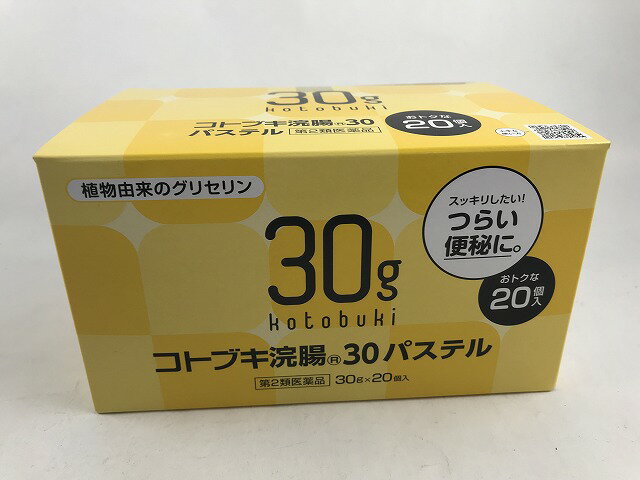 30g
kotobuki
コトブキ浣腸®30
パステル 第2類医薬品
おトクな
20個入
植物由来のグリセリン
スッキリしたい!
つらい
便秘に。
おトクな
20個入
30g
kotobuki
コトブキ浣腸®30パステル
第2類医薬品 30g×20個入